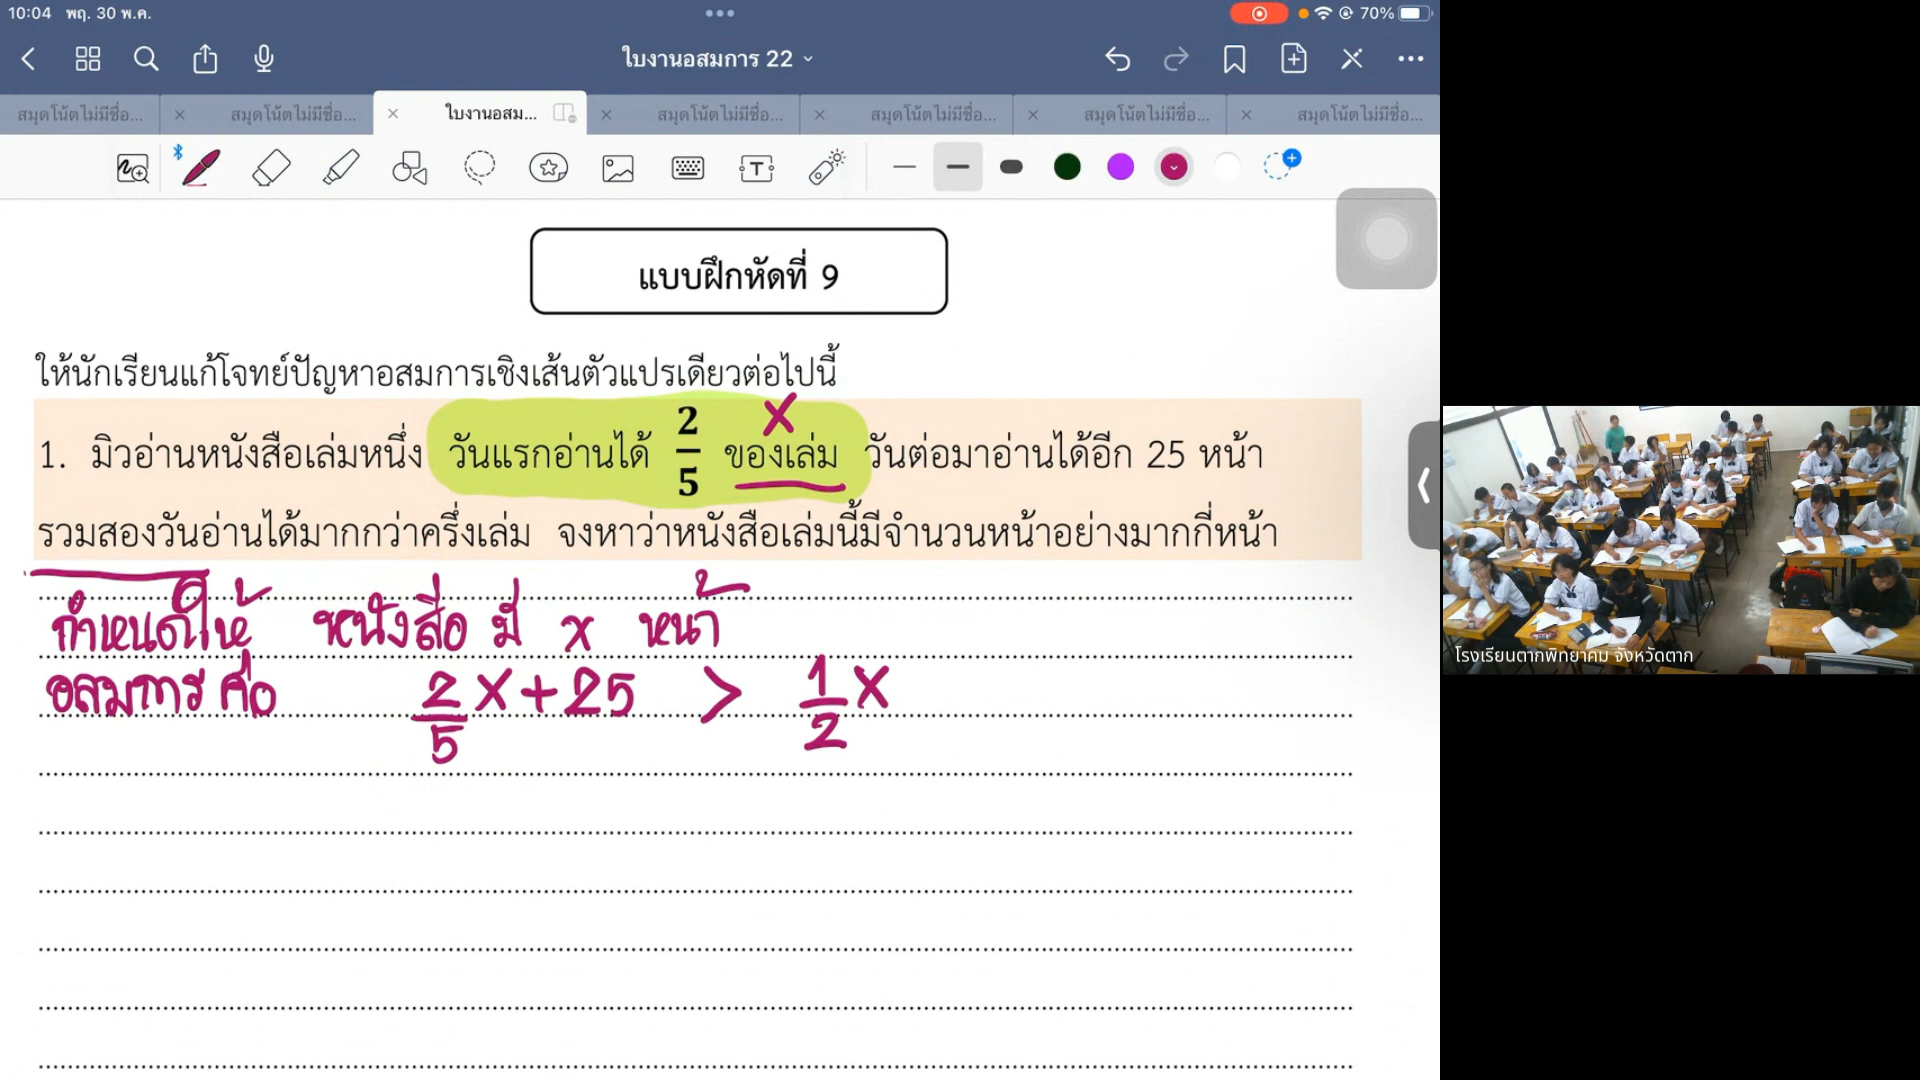 10:04 พฤ. 30 พ.ค.
70%
ใบงานอสมการ 22
สมุดโน้ตไม่มีชื่อ...
สมุดโน้ตไม่มีชื่อ...
ใบงานอสม...
สมุดโน้ตไม่มีชื่อ...
สมุดโน้ตไม่มีชื่อ...
สมุดโน้ตไม่มีชื่อ...
สมุดโน้ตไม่มีชื่อ...
แบบฝึกหัดที่ 9
ให้นักเรียนแก้โจทย์ปัญหาอสมการเชิงเส้นตัวแปรเดียวต่อไปนี้
x
1. มิวอ่านหนังสือเล่มหนึ่ง วันแรกอ่านได้ 2/5 ของเล่ม วันต่อมาอ่านได้อีก 25 หน้า
รวมสองวันอ่านได้มากกว่าครึ่งเล่ม จงหาว่าหนังสือเล่มนี้มีจำนวนหน้าอย่างมากกี่หน้า
กำหนดให้ หนังสือ มี x หน้า
อสมการ คือ 2/5 x + 25 > 1/2 x
โรงเรียนตากพิทยาคม จังหวัดตาก